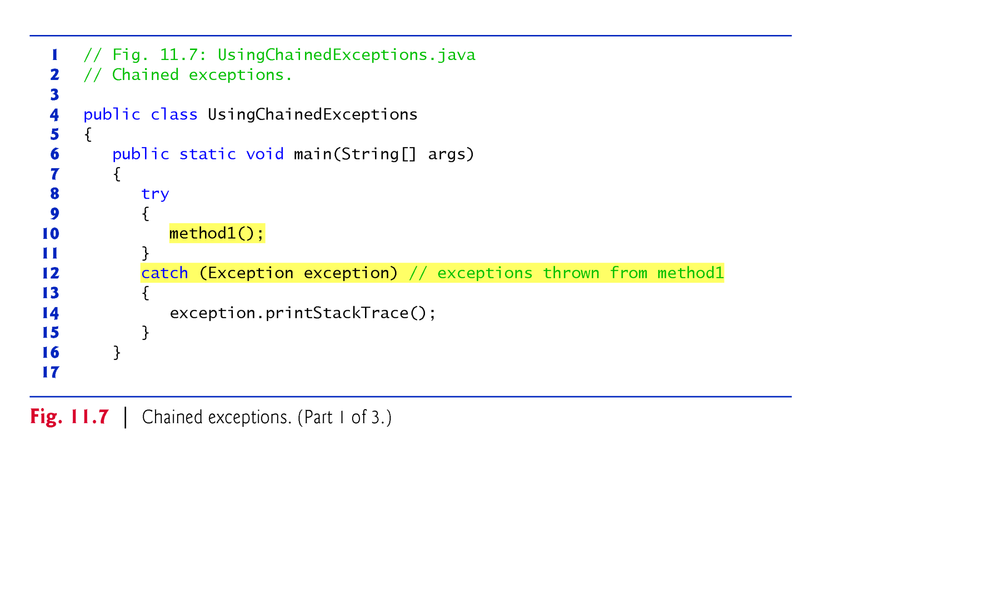 1 // Fig. 11.7: UsingChainedExceptions.java
2 // Chained exceptions.
3
4 public class UsingChainedExceptions
5 {
6 public static void main(String[] args)
7 {
8 try
9 {
10 method1();
11 }
12 catch (Exception exception) // exceptions thrown from method1
13 {
14 exception.printStackTrace();
15 }
16 }
17
Fig. 11.7 | Chained exceptions. (Part 1 of 3.)